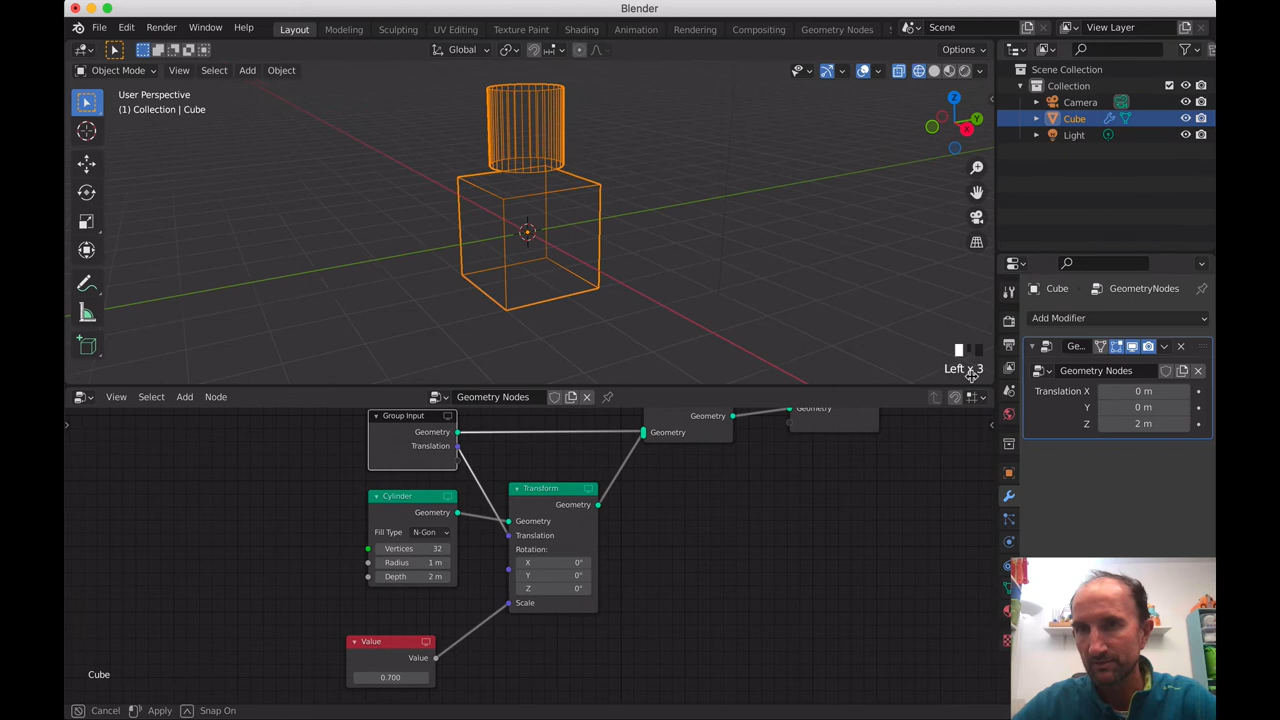 Blender
File Edit Render Window Help Layout Modeling Sculpting UV Editing Texture Paint Shading Animation Rendering Compositing Geometry Nodes Scene View Layer
Global Options
Object Mode View Select Add Object
User Perspective
(1) Collection | Cube
Z
Y
X
Left x 3
Scene Collection
Collection
Camera
Cube
Light
Cube GeometryNodes
Add Modifier
Ge...
Geometry Nodes
Translation X 0 m
Y 0 m
Z 2 m
View Select Add Node Geometry Nodes
Group Input
Geometry
Translation
Geometry
Geometry
Geometry
Cylinder
Geometry
Fill Type N-Gon
Vertices 32
Radius 1 m
Depth 2 m
Transform
Geometry
Geometry
Translation
Rotation:
X 0°
Y 0°
Z 0°
Scale
Value
Value
0.700
Cube
Cancel Apply Snap On